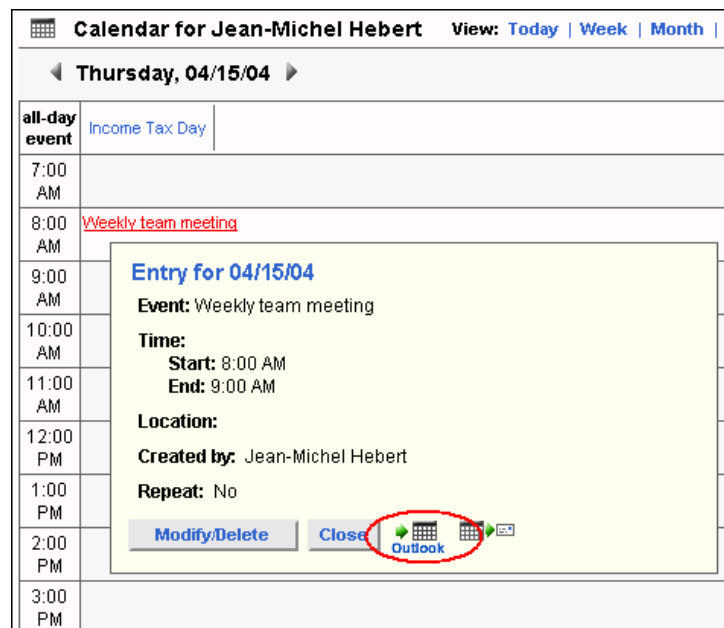 Calendar for Jean-Michel Hebert View: Today | Week | Month |
Thursday, 04/15/04
all-day
event
Income Tax Day
7:00
AM
8:00
AM
Weekly team meeting
9:00
AM
10:00
AM
11:00
AM
12:00
PM
1:00
PM
2:00
PM
3:00
PM
Entry for 04/15/04
Event: Weekly team meeting
Time:
Start: 8:00 AM
End: 9:00 AM
Location:
Created by: Jean-Michel Hebert
Repeat: No
Modify/Delete Close Outlook